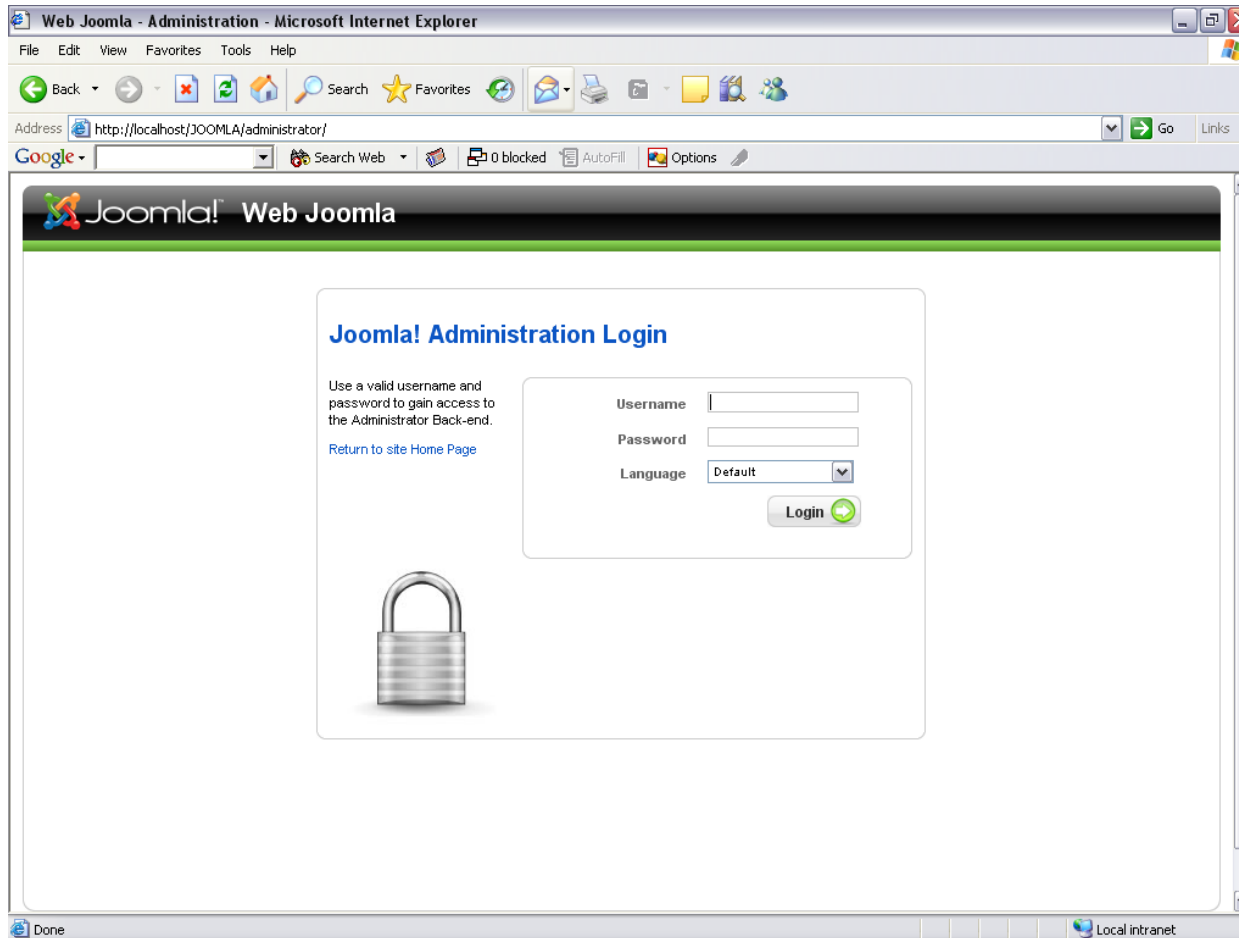 Web Joomla - Administration - Microsoft Internet Explorer
File Edit View Favorites Tools Help
Back Search Favorites
Address http://localhost/JOOMLA/administrator/ Go Links
Google Search Web 0 blocked AutoFill Options
Joomla!™ Web Joomla
Joomla! Administration Login
Use a valid username and
password to gain access to
the Administrator Back-end.
Return to site Home Page
Username
Password
Language Default
Login
Done Local intranet